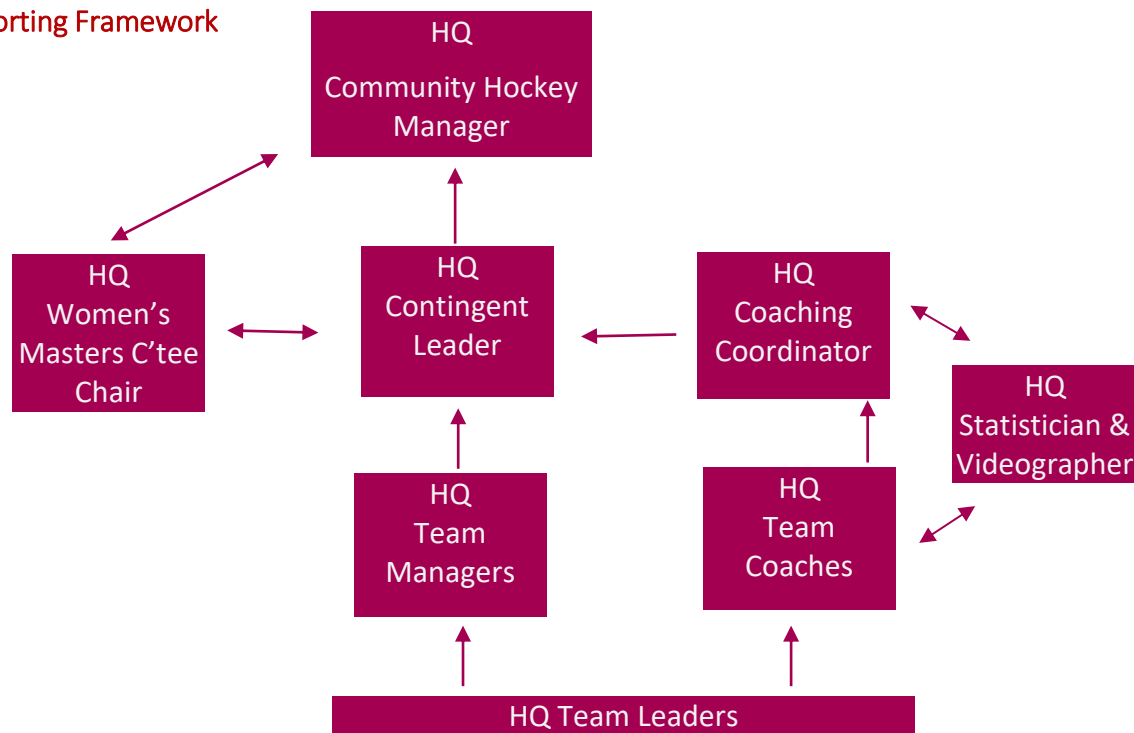 orting Framework
HQ
Community Hockey
Manager
HQ
Women’s
Masters C’tee
Chair
HQ
Contingent
Leader
HQ
Coaching
Coordinator
HQ
Statistician &
Videographer
HQ
Team
Managers
HQ
Team
Coaches
HQ Team Leaders